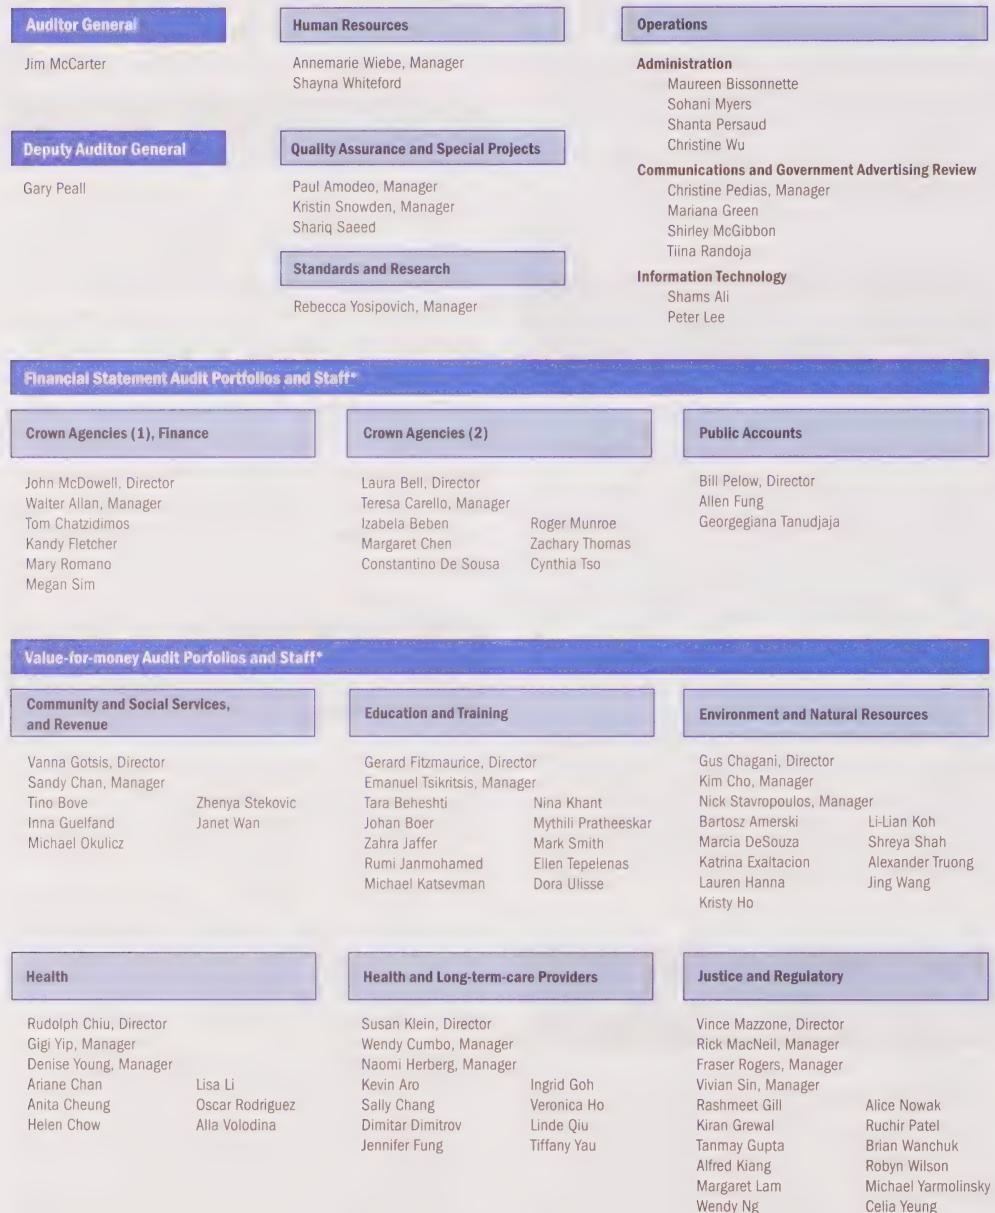 Auditor General
Jim McCarter
Deputy Auditor General
Gary Peall
Human Resources
Annemarie Wiebe, Manager
Shayna Whiteford
Quality Assurance and Special Projects
Paul Amodeo, Manager
Kristin Snowden, Manager
Shariq Saeed
Standards and Research
Rebecca Yosipovich, Manager
Operations
Administration
Maureen Bissonnette
Sohani Myers
Shanta Persaud
Christine Wu
Communications and Government Advertising Review
Christine Pedias, Manager
Mariana Green
Shirley McGibbon
Tiina Randoja
Information Technology
Shams Ali
Peter Lee
Financial Statement Audit Portfolios and Staff*
Crown Agencies (1), Finance
John McDowell, Director
Walter Allan, Manager
Tom Chatzidimos
Kandy Fletcher
Mary Romano
Megan Sim
Crown Agencies (2)
Laura Bell, Director
Teresa Carello, Manager
Izabela Beben
Margaret Chen
Constantino De Sousa
Roger Munroe
Zachary Thomas
Cynthia Tso
Public Accounts
Bill Pelow, Director
Allen Fung
Georgegiana Tanudjaja
Value-for-money Audit Porfolios and Staff*
Community and Social Services,
and Revenue
Vanna Gotsis, Director
Sandy Chan, Manager
Tino Bove
Inna Guelfand
Michael Okulicz
Zhenya Stekovic
Janet Wan
Education and Training
Gerard Fitzmaurice, Director
Emanuel Tsikritsis, Manager
Tara Beheshti
Johan Boer
Zahra Jaffer
Rumi Janmohamed
Michael Katsevman
Nina Khant
Mythili Pratheeskar
Mark Smith
Ellen Tepelenas
Dora Ulisse
Environment and Natural Resources
Gus Chagani, Director
Kim Cho, Manager
Nick Stavropoulos, Manager
Bartosz Amerski
Marcia DeSouza
Katrina Exaltacion
Lauren Hanna
Kristy Ho
Li-Lian Koh
Shreya Shah
Alexander Truong
Jing Wang
Health
Rudolph Chiu, Director
Gigi Yip, Manager
Denise Young, Manager
Ariane Chan
Anita Cheung
Helen Chow
Lisa Li
Oscar Rodriguez
Alla Volodina
Health and Long-term-care Providers
Susan Klein, Director
Wendy Cumbo, Manager
Naomi Herberg, Manager
Kevin Aro
Sally Chang
Dimitar Dimitrov
Jennifer Fung
Ingrid Goh
Veronica Ho
Linde Qiu
Tiffany Yau
Justice and Regulatory
Vince Mazzone, Director
Rick MacNeil, Manager
Fraser Rogers, Manager
Vivian Sin, Manager
Rashmeet Gill
Kiran Grewal
Tanmay Gupta
Alfred Kiang
Margaret Lam
Wendy Ng
Alice Nowak
Ruchir Patel
Brian Wanchuk
Robyn Wilson
Michael Yarmolinsky
Celia Yeung